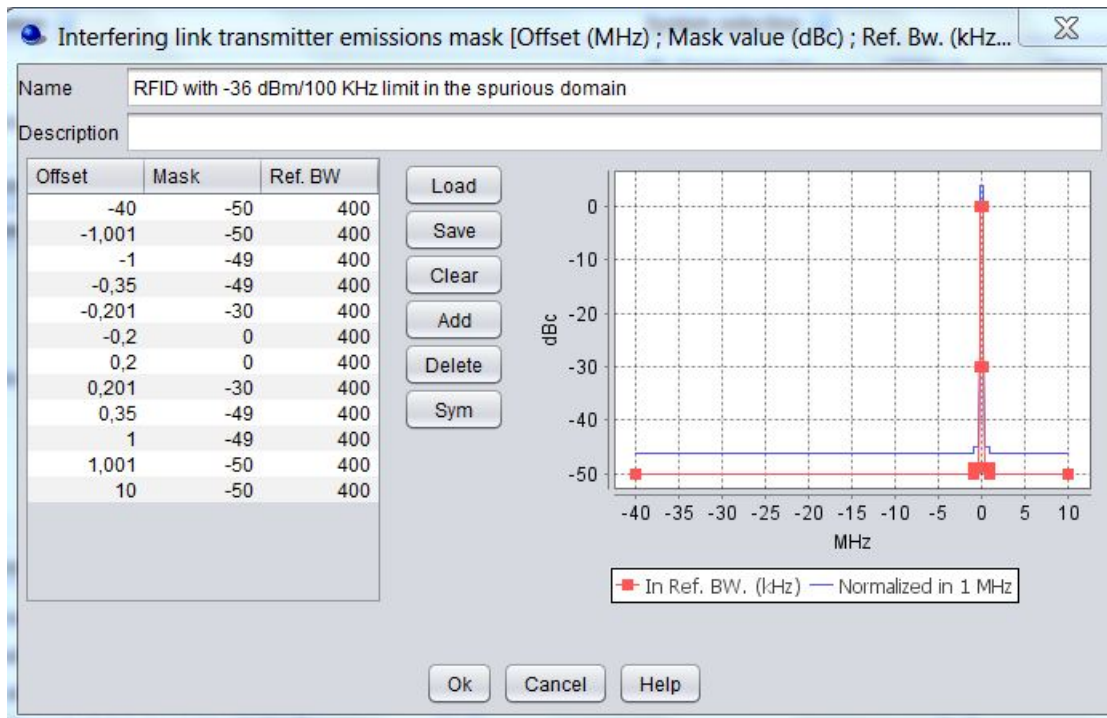 Interfering link transmitter emissions mask [Offset (MHz) ; Mask value (dBc) ; Ref. Bw. (kHz...
Name RFID with -36 dBm/100 KHz limit in the spurious domain
Description
Offset Mask Ref. BW
-40 -50 400
-1,001 -50 400
-1 -49 400
-0,35 -49 400
-0,201 -30 400
-0,2 0 400
0,2 0 400
0,201 -30 400
0,35 -49 400
1 -49 400
1,001 -50 400
10 -50 400
Load
Save
Clear
Add
Delete
Sym
dBc
0
-10
-20
-30
-40
-50
-40 -35 -30 -25 -20 -15 -10 -5 0 5 10
MHz
In Ref. BW. (kHz) Normalized in 1 MHz
Ok Cancel Help